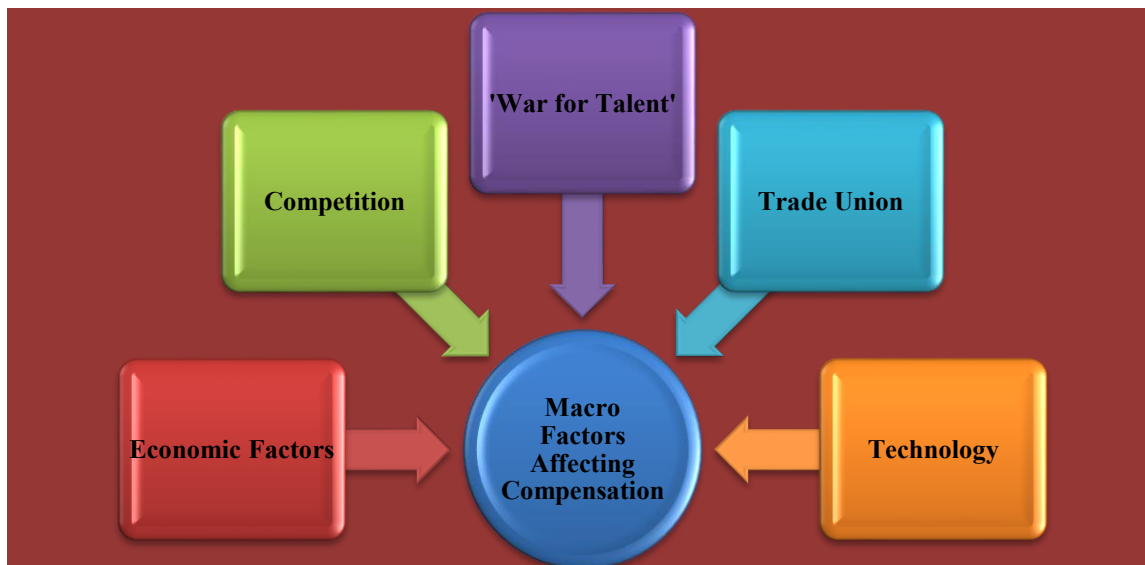 'War for Talent'
Competition
Trade Union
Economic Factors
Macro
Factors
Affecting
Compensation
Technology